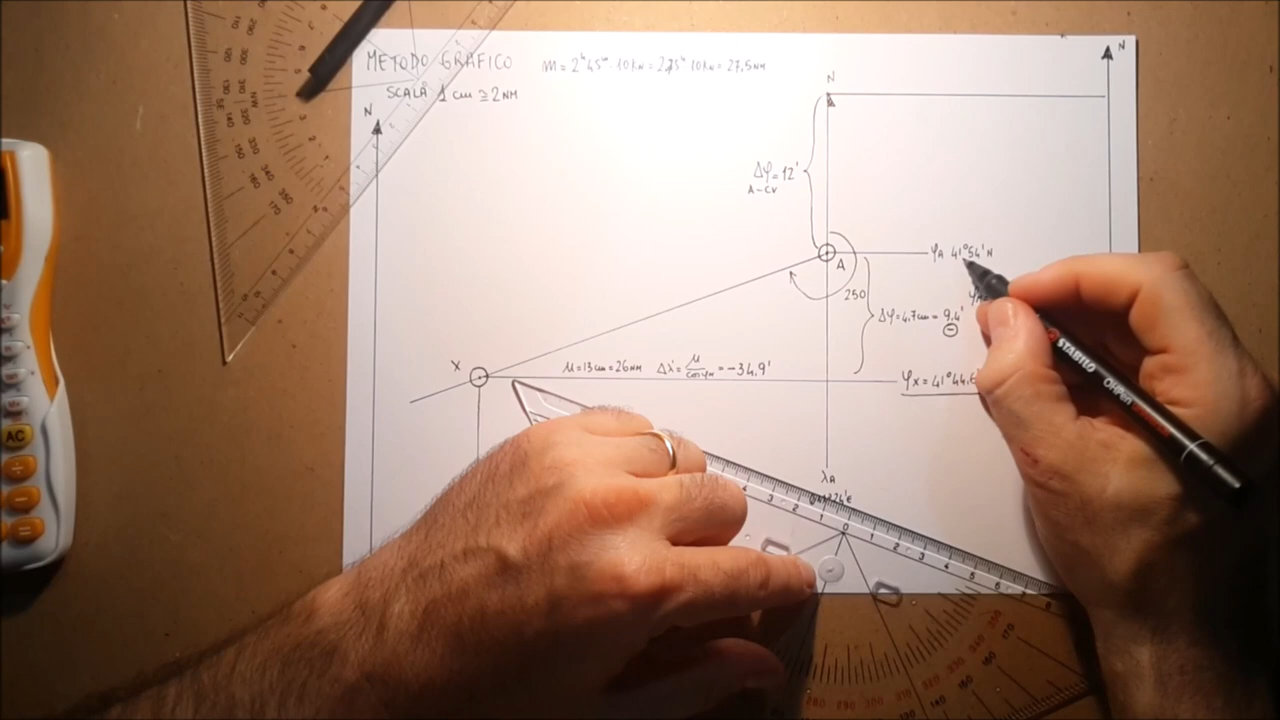 METODO GRAFICO
m = 2ʰ45ᵐ · 10 kn = 2,75ʰ · 10 kn = 27,5 NM
SCALA 1 cm ≅ 2 NM
N
N
N
Δφ = 12'
A-CV
A
φA 41°54'N
250
Δφ = 4.7 cm = 9.4'
⊖
X
μ = 13 cm = 26 NM Δλ' = μ/cosφM = -34.9'
φX = 41°44.6
λA
AC
STABILO OHPen